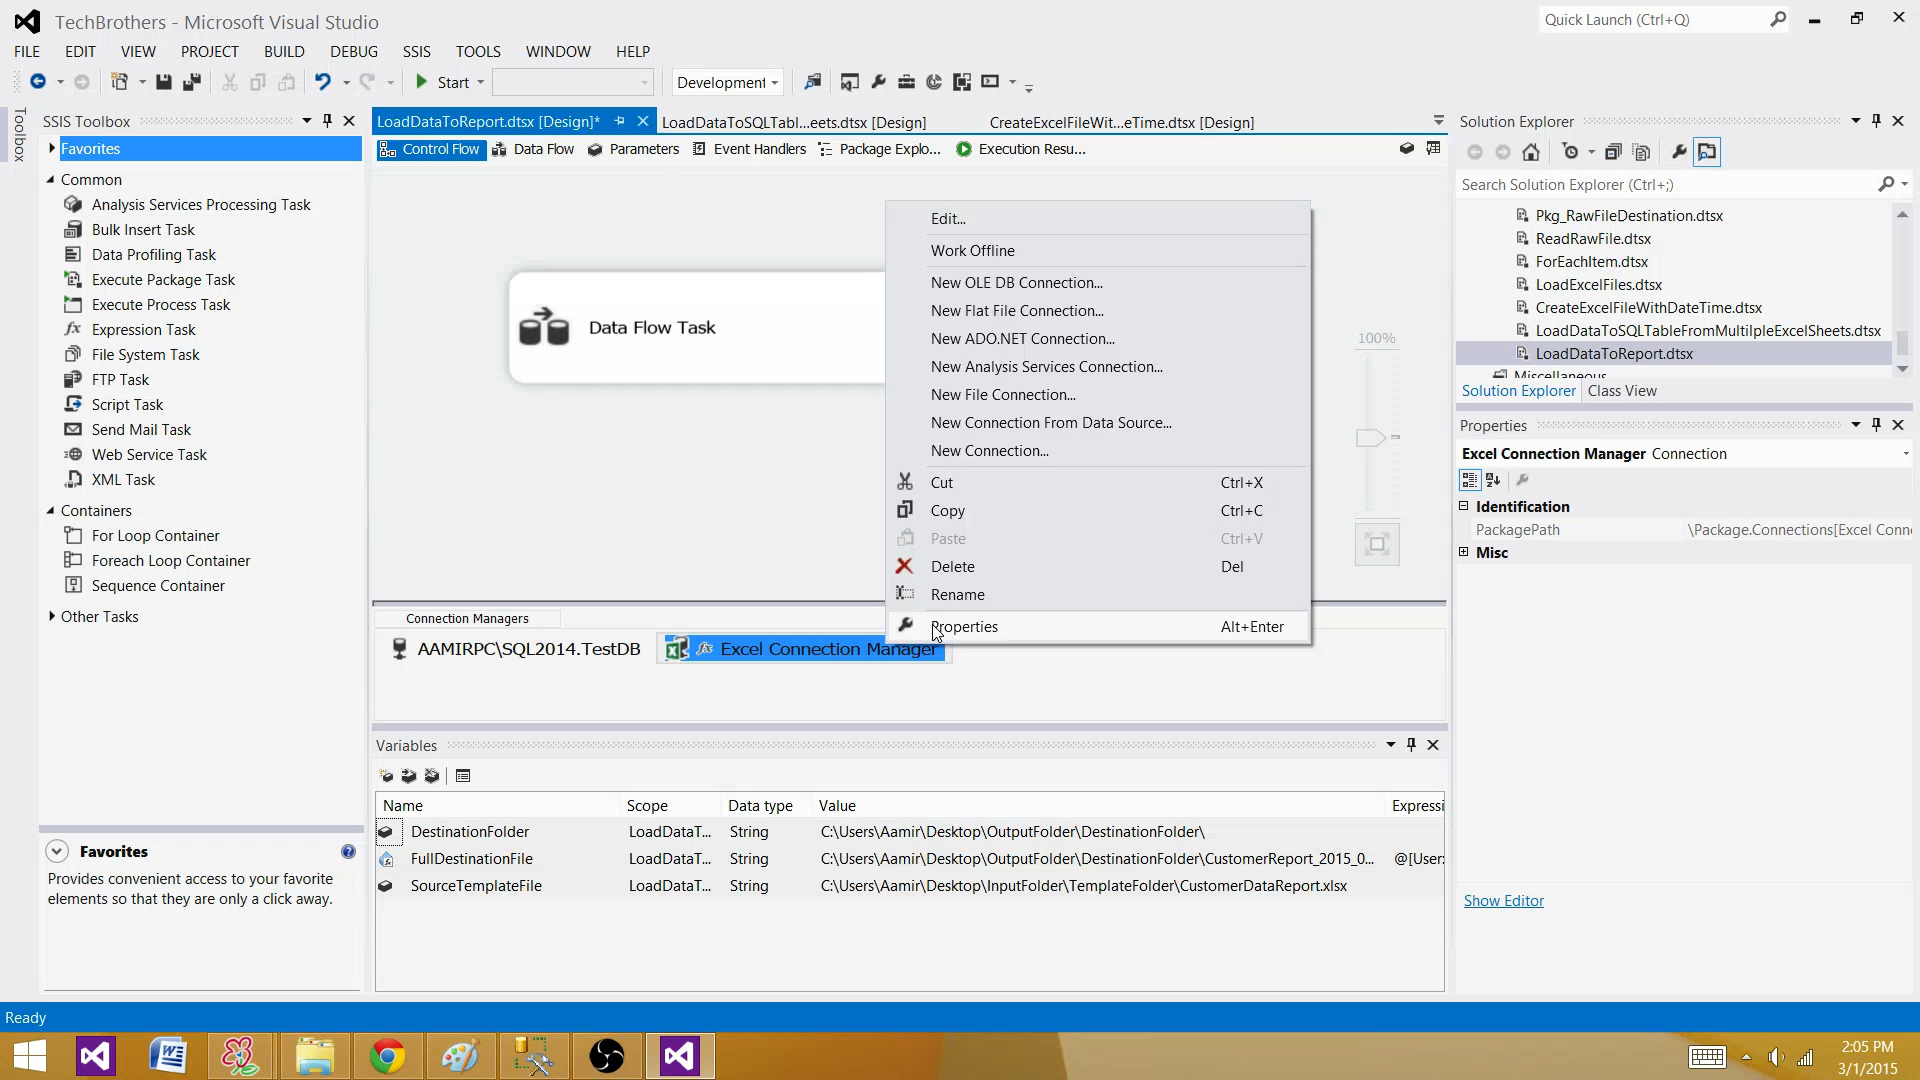 TechBrothers - Microsoft Visual Studio
Quick Launch (Ctrl+Q)
FILE EDIT VIEW PROJECT BUILD DEBUG SSIS TOOLS WINDOW HELP
Start
Development
Toolbox
SSIS Toolbox
Favorites
Common
Analysis Services Processing Task
Bulk Insert Task
Data Profiling Task
Execute Package Task
Execute Process Task
Expression Task
File System Task
FTP Task
Script Task
Send Mail Task
Web Service Task
XML Task
Containers
For Loop Container
Foreach Loop Container
Sequence Container
Other Tasks
Favorites
Provides convenient access to your favorite
elements so that they are only a click away.
LoadDataToReport.dtsx [Design]*
LoadDataToSQLTabl...eets.dtsx [Design]
CreateExcelFileWit...eTime.dtsx [Design]
Control Flow
Data Flow
Parameters
Event Handlers
Package Explo...
Execution Resu...
Data Flow Task
100%
Edit...
Work Offline
New OLE DB Connection...
New Flat File Connection...
New ADO.NET Connection...
New Analysis Services Connection...
New File Connection...
New Connection From Data Source...
New Connection...
Cut Ctrl+X
Copy Ctrl+C
Paste Ctrl+V
Delete Del
Rename
Properties Alt+Enter
Connection Managers
AAMIRPC\SQL2014.TestDB
fx Excel Connection Manager
Variables
Name Scope Data type Value Expressi
DestinationFolder LoadDataT... String C:\Users\Aamir\Desktop\OutputFolder\DestinationFolder\
FullDestinationFile LoadDataT... String C:\Users\Aamir\Desktop\OutputFolder\DestinationFolder\CustomerReport_2015_0... @[User:
SourceTemplateFile LoadDataT... String C:\Users\Aamir\Desktop\InputFolder\TemplateFolder\CustomerDataReport.xlsx
Solution Explorer
Search Solution Explorer (Ctrl+;)
Pkg_RawFileDestination.dtsx
ReadRawFile.dtsx
ForEachItem.dtsx
LoadExcelFiles.dtsx
CreateExcelFileWithDateTime.dtsx
LoadDataToSQLTableFromMultiIpleExcelSheets.dtsx
LoadDataToReport.dtsx
Miscellaneous
Solution Explorer Class View
Properties
Excel Connection Manager Connection
Identification
PackagePath \Package.Connections[Excel Conn
Misc
Show Editor
Ready
2:05 PM
3/1/2015